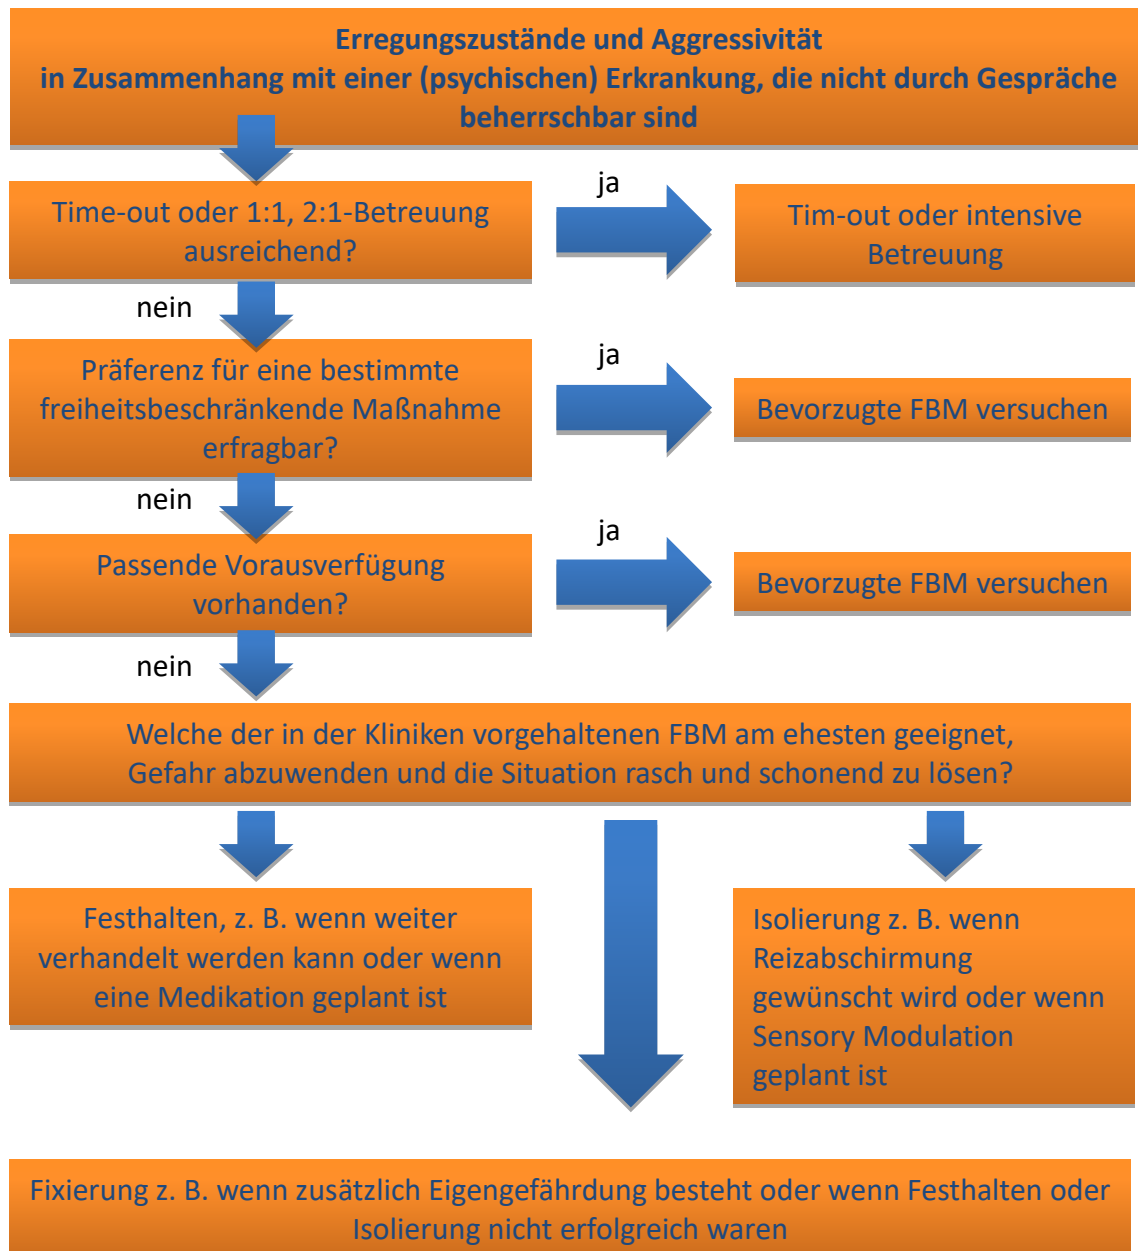 Erregungszustände und Aggressivität
in Zusammenhang mit einer (psychischen) Erkrankung, die nicht durch Gespräche
beherrschbar sind
Time-out oder 1:1, 2:1-Betreuung
ausreichend?
ja
Tim-out oder intensive
Betreuung
nein
Präferenz für eine bestimmte
freiheitsbeschränkende Maßnahme
erfragbar?
ja
Bevorzugte FBM versuchen
nein
Passende Vorausverfügung
vorhanden?
ja
Bevorzugte FBM versuchen
nein
Welche der in der Kliniken vorgehaltenen FBM am ehesten geeignet,
Gefahr abzuwenden und die Situation rasch und schonend zu lösen?
Festhalten, z. B. wenn weiter
verhandelt werden kann oder wenn
eine Medikation geplant ist
Isolierung z. B. wenn
Reizabschirmung
gewünscht wird oder wenn
Sensory Modulation
geplant ist
Fixierung z. B. wenn zusätzlich Eigengefährdung besteht oder wenn Festhalten oder
Isolierung nicht erfolgreich waren